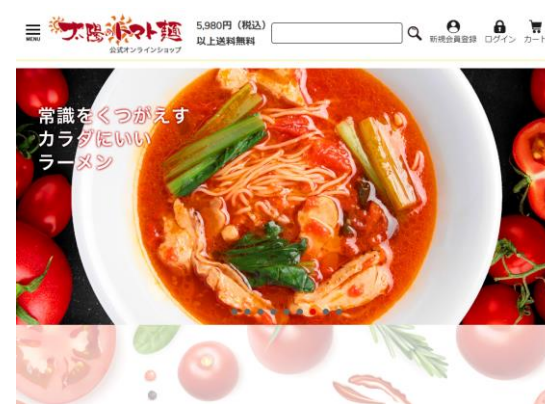 MENU
太陽のトマト麺
公式オンラインショップ
5,980円（税込）
以上送料無料
新規会員登録
ログイン
カート
常識をくつがえす
カラダにいい
ラーメン